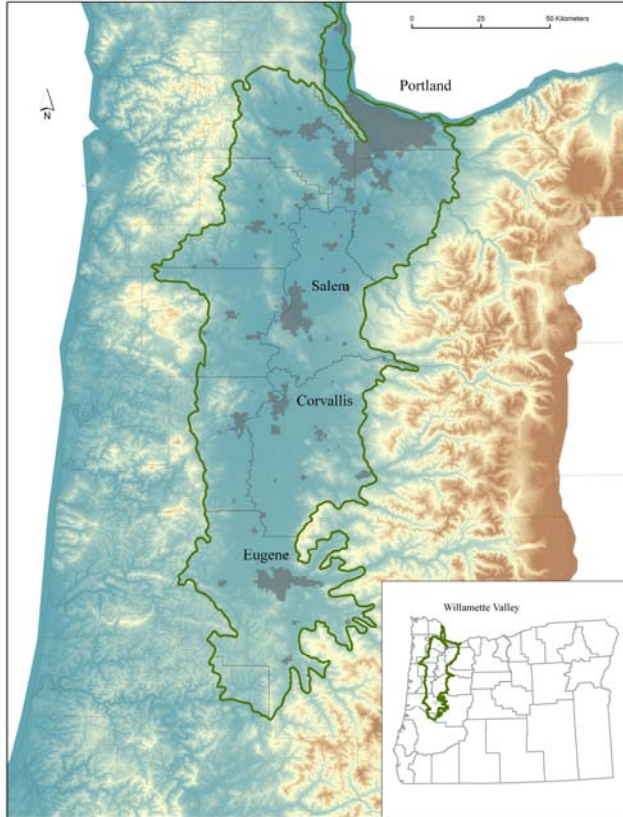 0 25 50 Kilometers
Portland
N
Salem
Corvallis
Eugene
Willamette Valley